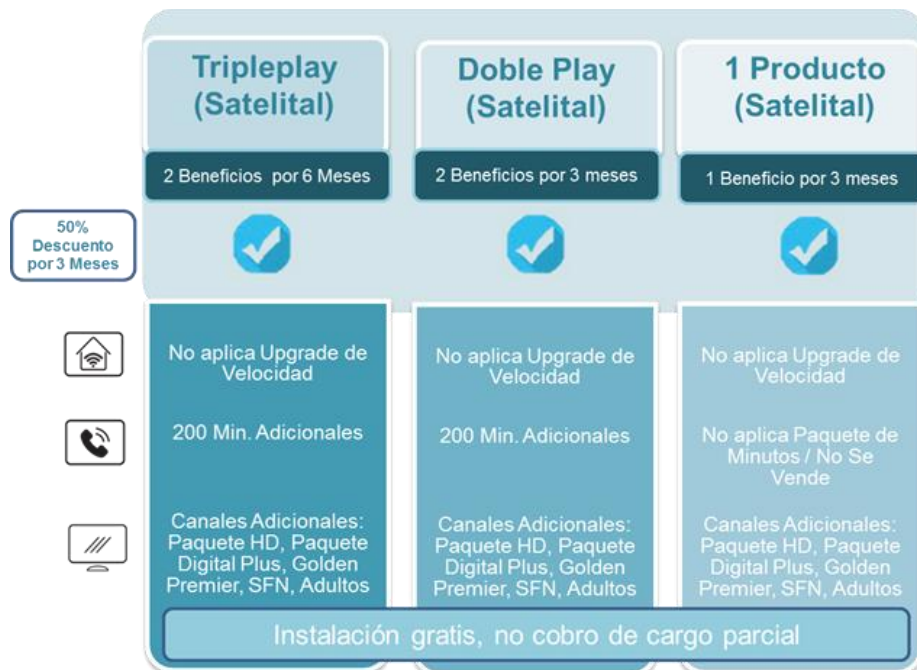 Tripleplay
(Satelital)
Doble Play
(Satelital)
1 Producto
(Satelital)
2 Beneficios por 6 Meses
2 Beneficios por 3 meses
1 Beneficio por 3 meses
50%
Descuento
por 3 Meses
No aplica Upgrade de
Velocidad
No aplica Upgrade de
Velocidad
No aplica Upgrade de
Velocidad
200 Min. Adicionales
200 Min. Adicionales
No aplica Paquete de
Minutos / No Se
Vende
Canales Adicionales:
Paquete HD, Paquete
Digital Plus, Golden
Premier, SFN, Adultos
Canales Adicionales:
Paquete HD, Paquete
Digital Plus, Golden
Premier, SFN, Adultos
Canales Adicionales:
Paquete HD, Paquete
Digital Plus, Golden
Premier, SFN, Adultos
Instalación gratis, no cobro de cargo parcial